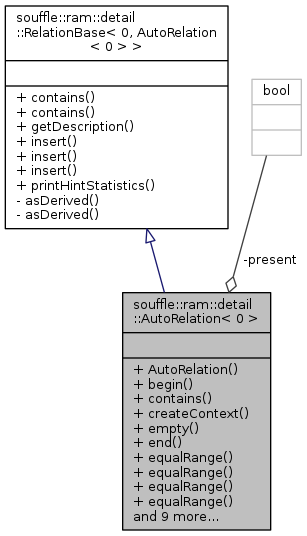 souffle::ram::detail
::RelationBase< 0, AutoRelation
< 0 > >
+ contains()
+ contains()
+ getDescription()
+ insert()
+ insert()
+ insert()
+ printHintStatistics()
- asDerived()
- asDerived()
bool
-present
souffle::ram::detail
::AutoRelation< 0 >
+ AutoRelation()
+ begin()
+ contains()
+ createContext()
+ empty()
+ end()
+ equalRange()
+ equalRange()
+ equalRange()
+ equalRange()
and 9 more...